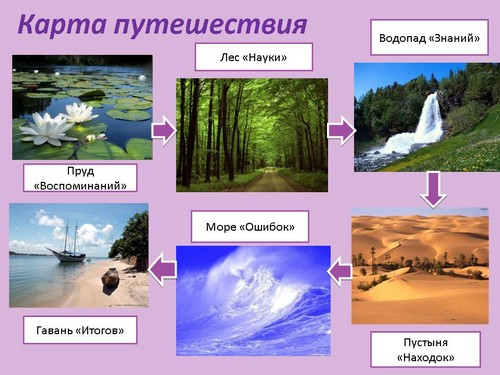 Карта путешествия
Лес «Науки»
Водопад «Знаний»
Пруд
«Воспоминаний»
Море «Ошибок»
Гавань «Итогов»
Пустыня
«Находок»